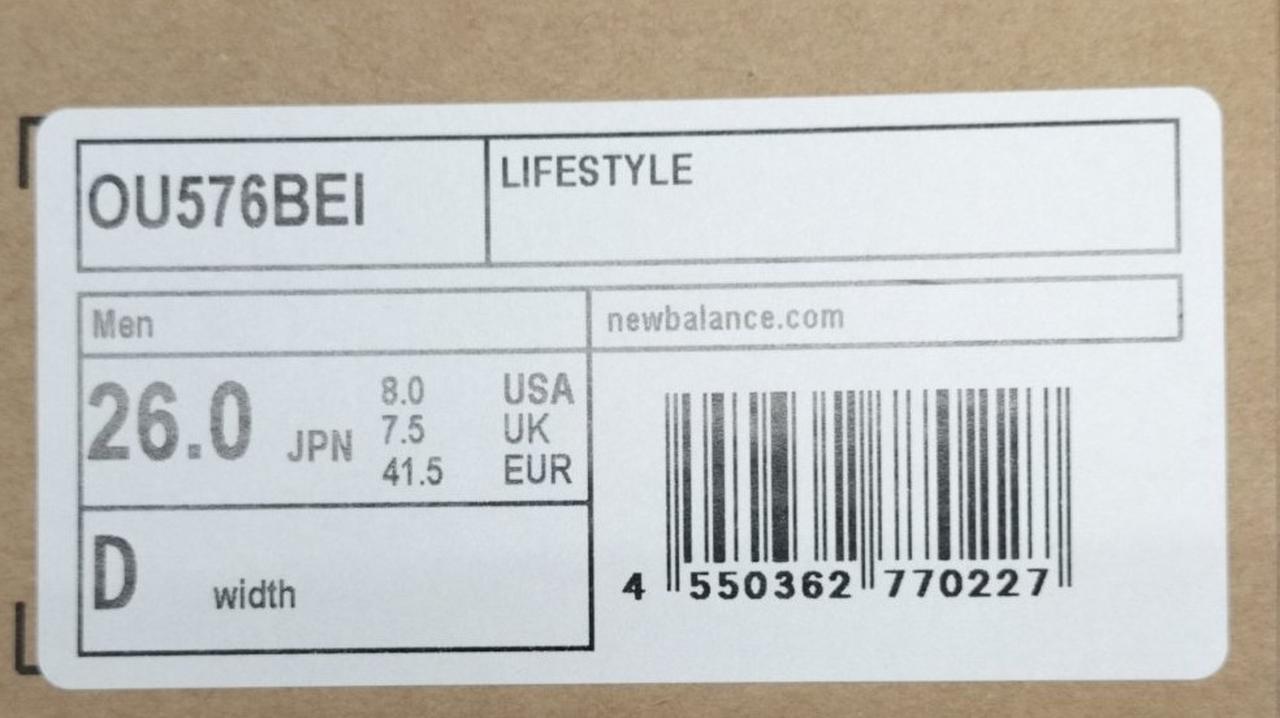 OU576BEI
LIFESTYLE
Men
newbalance.com
26.0 JPN
8.0 USA
7.5 UK
41.5 EUR
D width
4 550362 770227